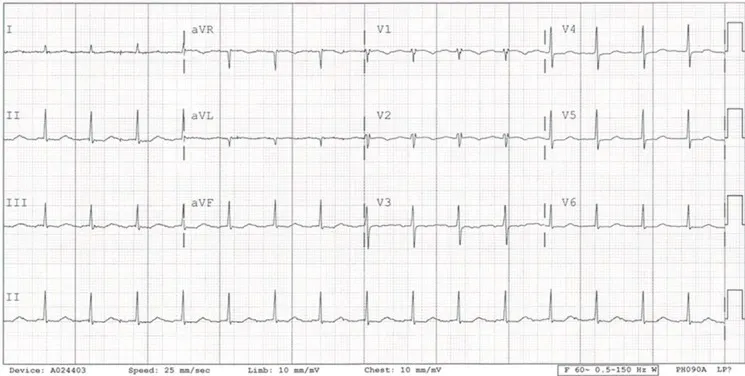 I aVR V1 V4
II aVL V2 V5
III aVF V3 V6
II
Device: A024403 Speed: 25 mm/sec Limb: 10 mm/mV Chest: 10 mm/mV F 60~ 0.5-150 Hz W PH090A LP?